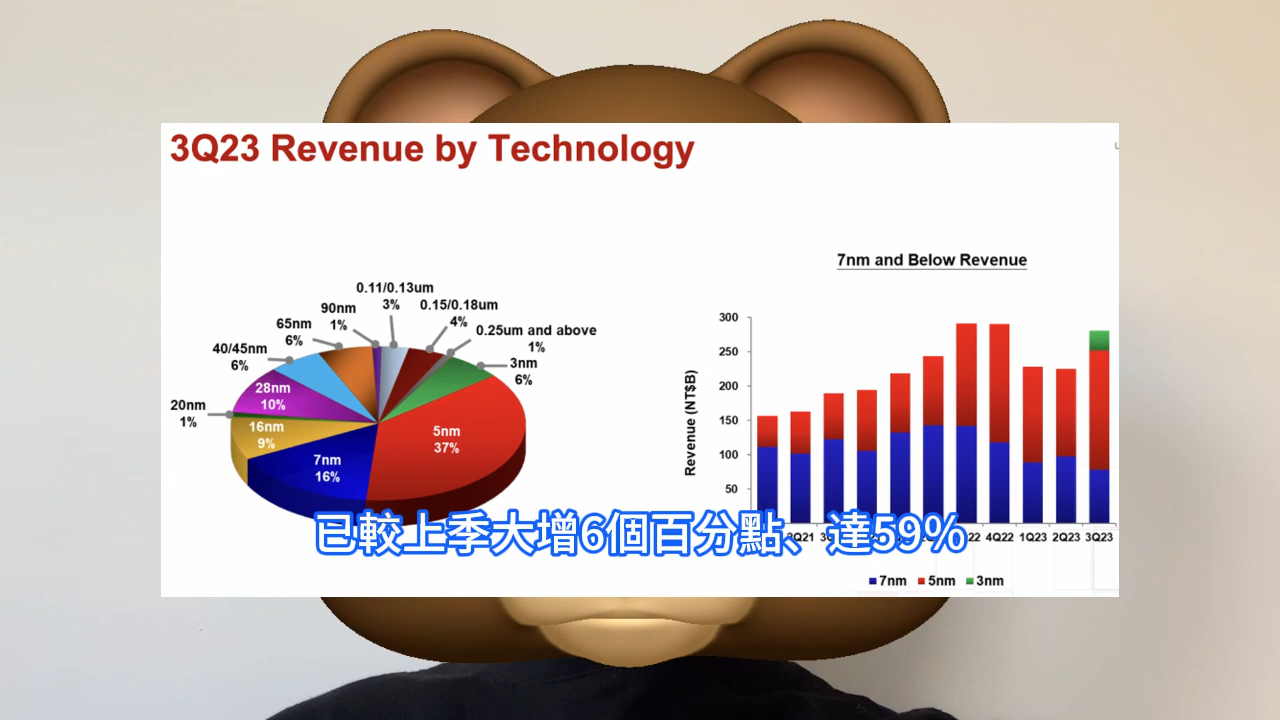 3Q23 Revenue by Technology
7nm and Below Revenue
0.11/0.13um
3%
0.15/0.18um
4%
90nm
1%
65nm
6%
0.25um and above
1%
40/45nm
6%
3nm
6%
28nm
10%
20nm
1%
16nm
9%
5nm
37%
7nm
16%
Revenue (NT$B)
300
250
200
150
100
50
已較上季大增6個百分點、達59%
4Q22
1Q23
2Q23
3Q23
7nm
5nm
3nm